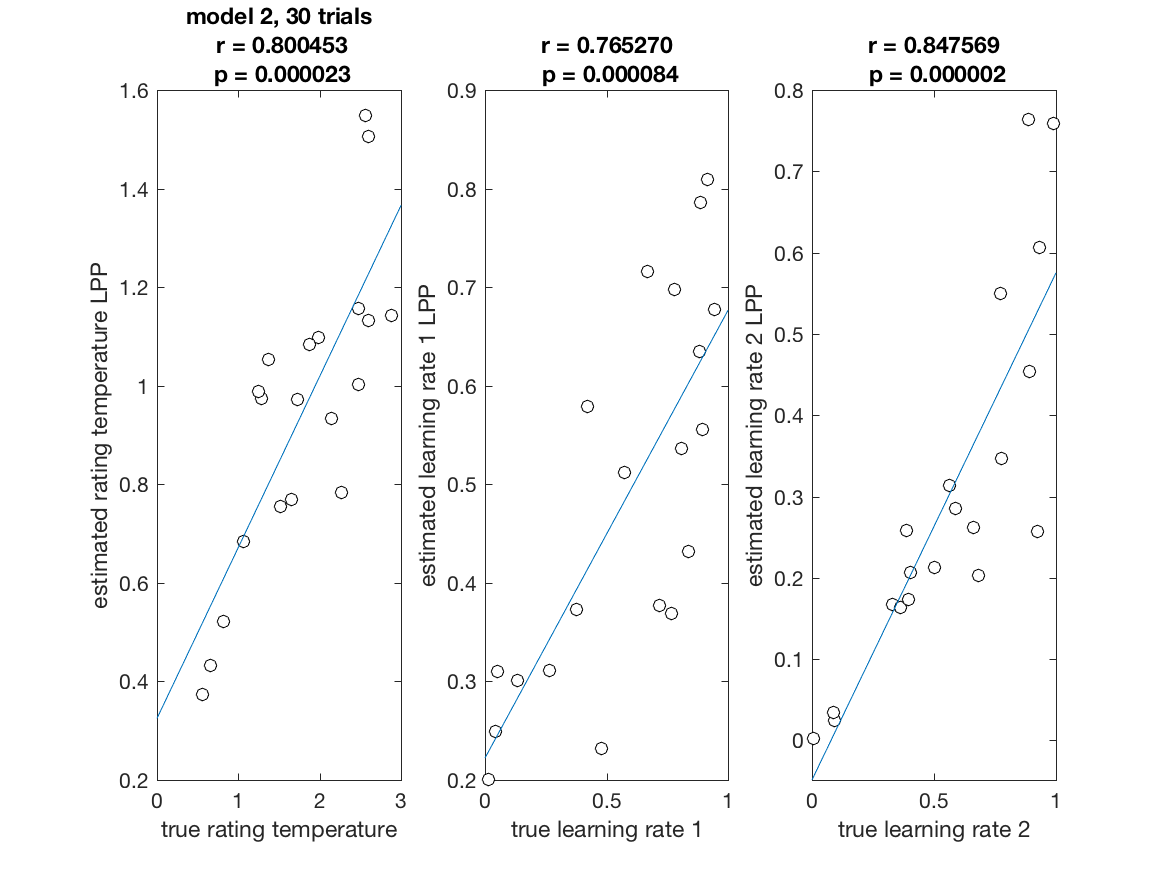 model 2, 30 trials
r = 0.800453
p = 0.000023
r = 0.765270
p = 0.000084
r = 0.847569
p = 0.000002
1.6
1.4
1.2
1
0.8
0.6
0.4
0.2
0
1
2
3
estimated rating temperature LPP
true rating temperature
0.9
0.8
0.7
0.6
0.5
0.4
0.3
0.2
0
0.5
1
estimated learning rate 1 LPP
true learning rate 1
0.8
0.7
0.6
0.5
0.4
0.3
0.2
0.1
0
0
0.5
1
estimated learning rate 2 LPP
true learning rate 2